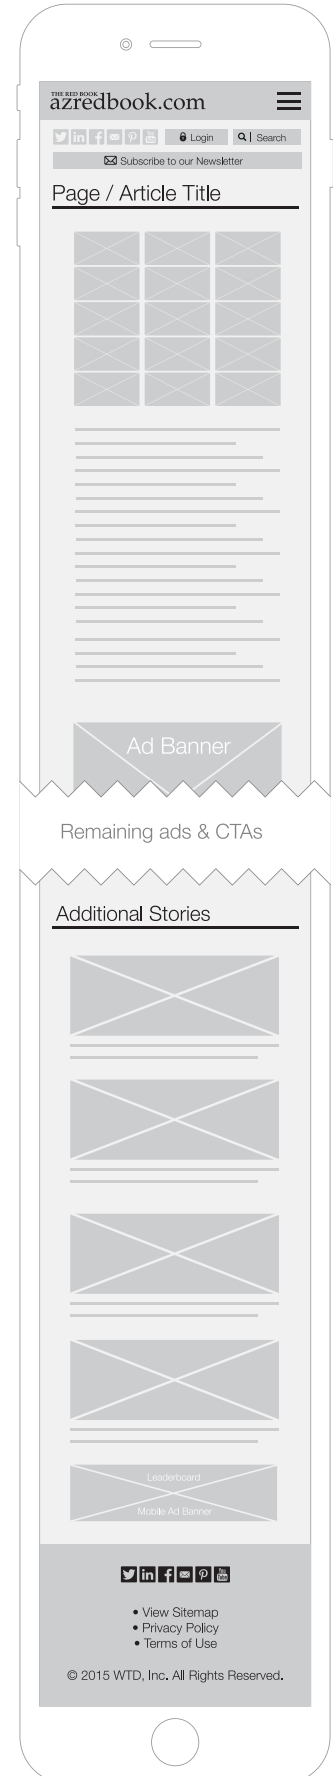 THE RED BOOK
azredbook.com
Login
Search
Subscribe to our Newsletter
Page / Article Title
Ad Banner
Remaining ads & CTAs
Additional Stories
Leaderboard
Mobile Ad Banner
• View Sitemap
• Privacy Policy
• Terms of Use
© 2015 WTD, Inc. All Rights Reserved.